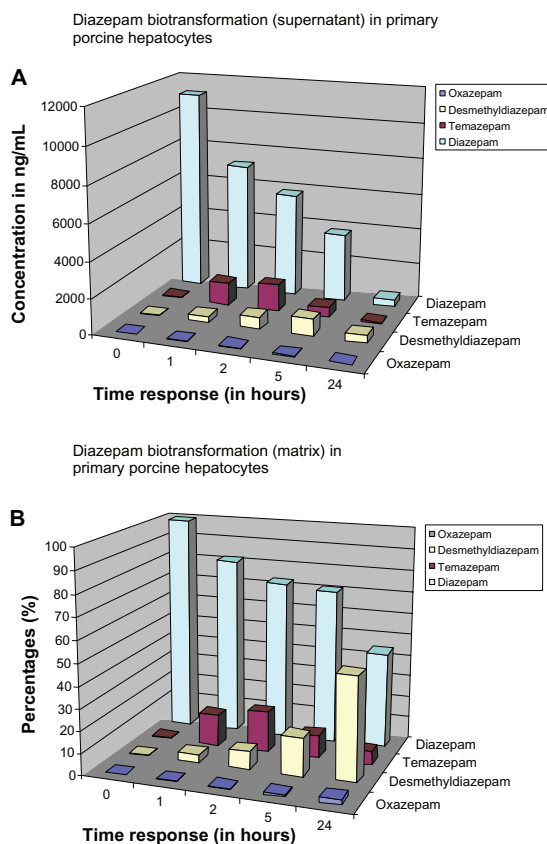 Diazepam biotransformation (supernatant) in primary
porcine hepatocytes
A
Oxazepam
Desmethyldiazepam
Temazepam
Diazepam
Concentration in ng/mL
12000
10000
8000
6000
4000
2000
0
0
1
2
5
24
Diazepam
Temazepam
Desmethyldiazepam
Oxazepam
Time response (in hours)
Diazepam biotransformation (matrix) in
primary porcine hepatocytes
B
Oxazepam
Desmethyldiazepam
Temazepam
Diazepam
Percentages (%)
100
90
80
70
60
50
40
30
20
10
0
0
1
2
5
24
Diazepam
Temazepam
Desmethyldiazepam
Oxazepam
Time response (in hours)